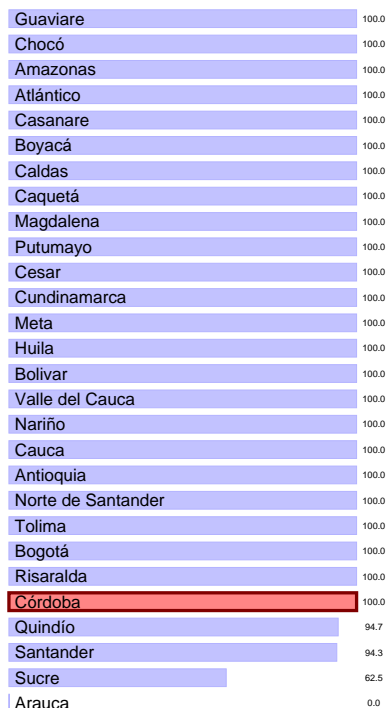 Guaviare 100.0
Chocó 100.0
Amazonas 100.0
Atlántico 100.0
Casanare 100.0
Boyacá 100.0
Caldas 100.0
Caquetá 100.0
Magdalena 100.0
Putumayo 100.0
Cesar 100.0
Cundinamarca 100.0
Meta 100.0
Huila 100.0
Bolivar 100.0
Valle del Cauca 100.0
Nariño 100.0
Cauca 100.0
Antioquia 100.0
Norte de Santander 100.0
Tolima 100.0
Bogotá 100.0
Risaralda 100.0
Córdoba 100.0
Quindío 94.7
Santander 94.3
Sucre 62.5
Arauca 0.0